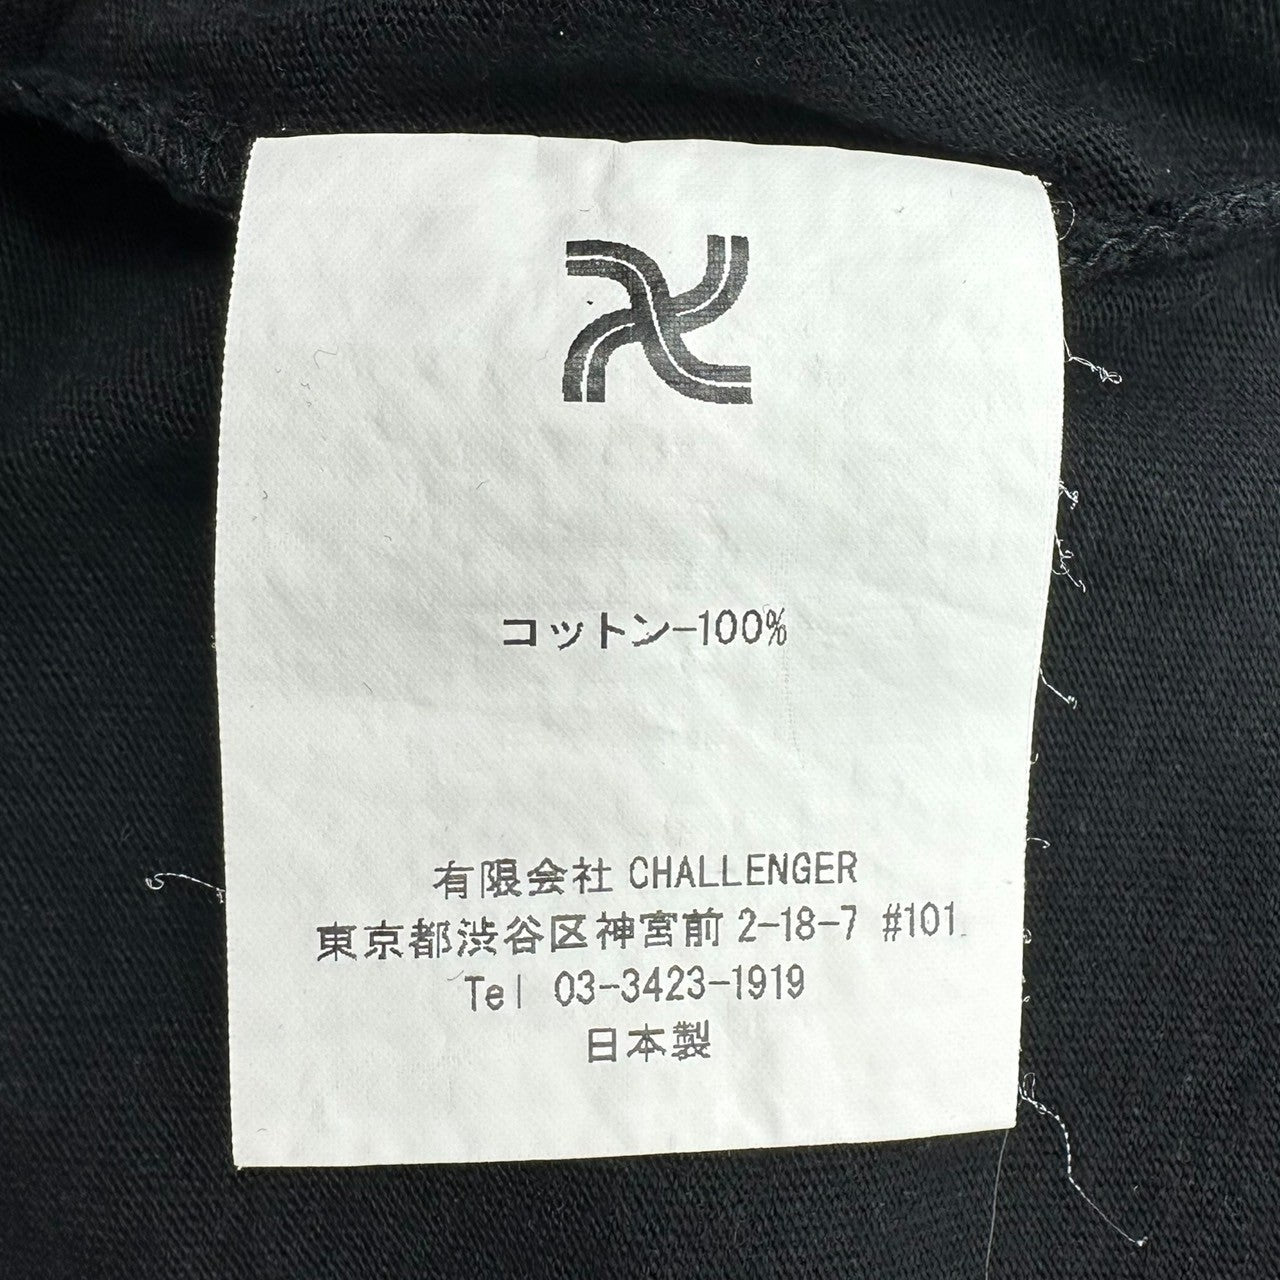 コットン-100%
有限会社 CHALLENGER
東京都渋谷区神宮前 2-18-7 #101
Tel 03-3423-1919
日本製